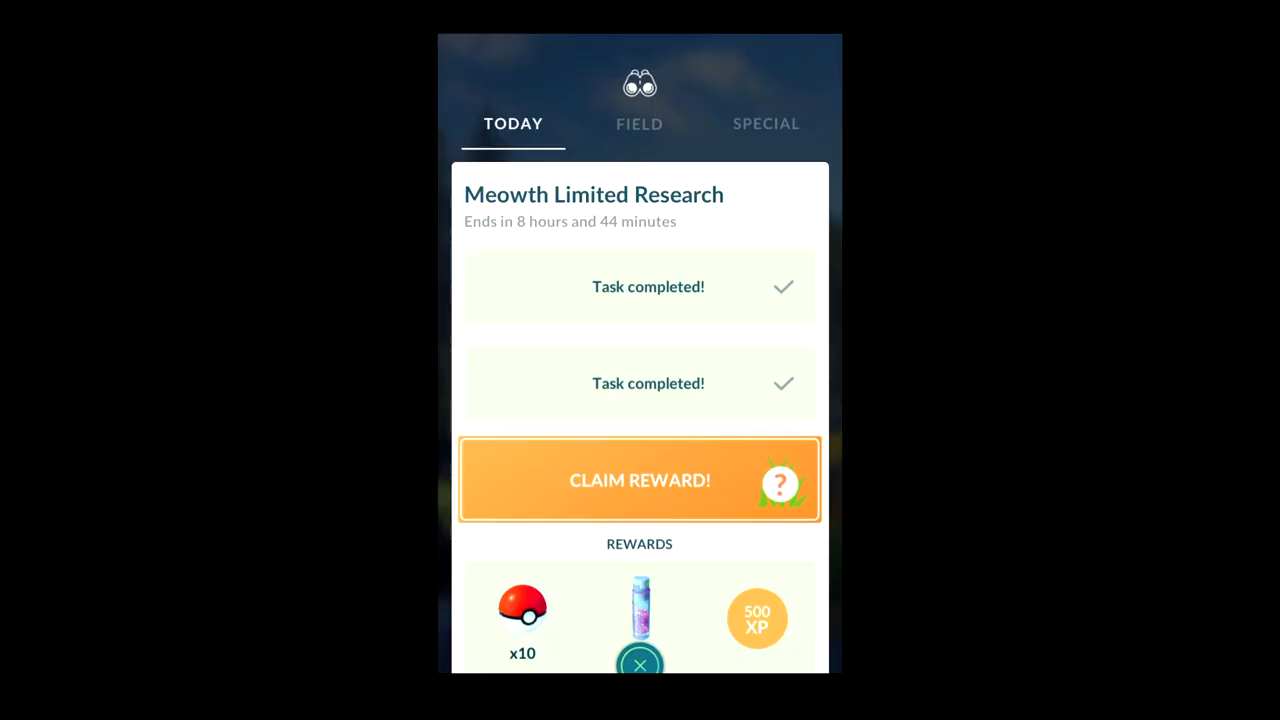 TODAY
FIELD
SPECIAL
Meowth Limited Research
Ends in 8 hours and 44 minutes
Task completed!
Task completed!
CLAIM REWARD!
?
REWARDS
500
XP
x10